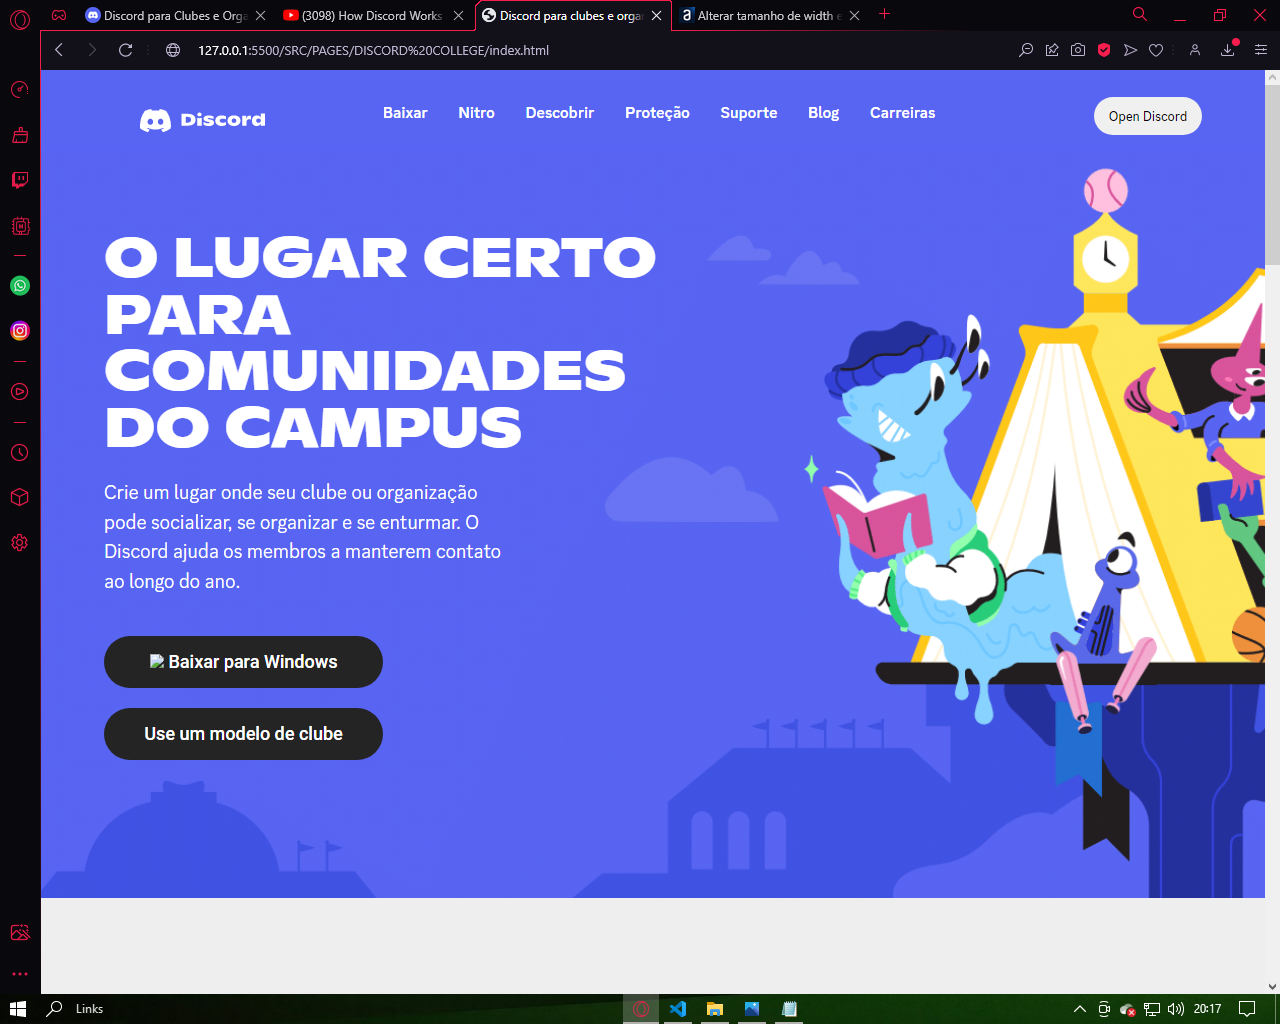 Discord para Clubes e Orga
(3098) How Discord Works
Discord para clubes e organ
Alterar tamanho de width e
127.0.0.1:5500/SRC/PAGES/DISCORD%20COLLEGE/index.html
Discord
Baixar
Nitro
Descobrir
Proteção
Suporte
Blog
Carreiras
Open Discord
O LUGAR CERTO
PARA
COMUNIDADES
DO CAMPUS
Crie um lugar onde seu clube ou organização
pode socializar, se organizar e se enturmar. O
Discord ajuda os membros a manterem contato
ao longo do ano.
Baixar para Windows
Use um modelo de clube
Links
20:17